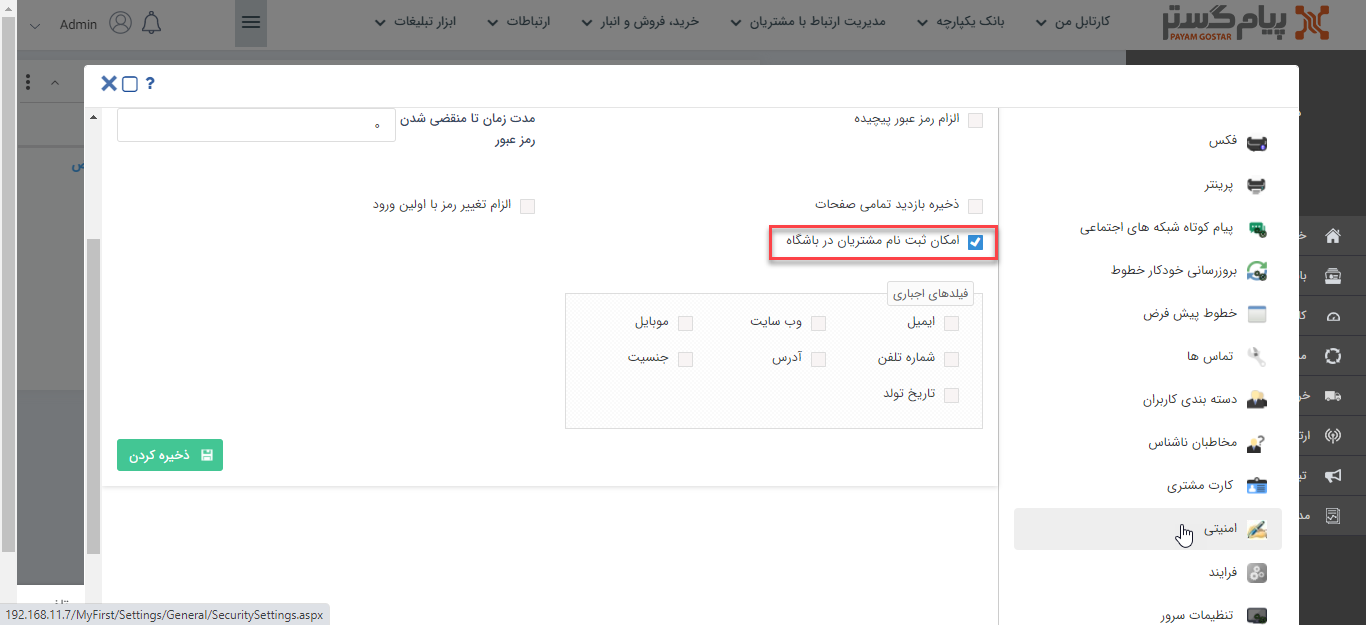 پیام گستر
PAYAM GOSTAR
کارتابل من
بانک یکپارچه
مدیریت ارتباط با مشتریان
خرید، فروش و انبار
ارتباطات
ابزار تبلیغات
Admin
?
الزام رمز عبور پیچیده
مدت زمان تا منقضی شدن
رمز عبور
۰
ذخیره بازدید تمامی صفحات
الزام تغییر رمز با اولین ورود
امکان ثبت نام مشتریان در باشگاه
فیلدهای اجباری
ایمیل
وب سایت
موبایل
شماره تلفن
آدرس
جنسیت
تاریخ تولد
ذخیره کردن
فکس
پرینتر
پیام کوتاه شبکه های اجتماعی
بروزرسانی خودکار خطوط
خطوط پیش فرض
تماس ها
دسته بندی کاربران
مخاطبان ناشناس
کارت مشتری
امنیتی
فرایند
تنظیمات سرور
192.168.11.7/MyFirst/Settings/General/SecuritySettings.aspx